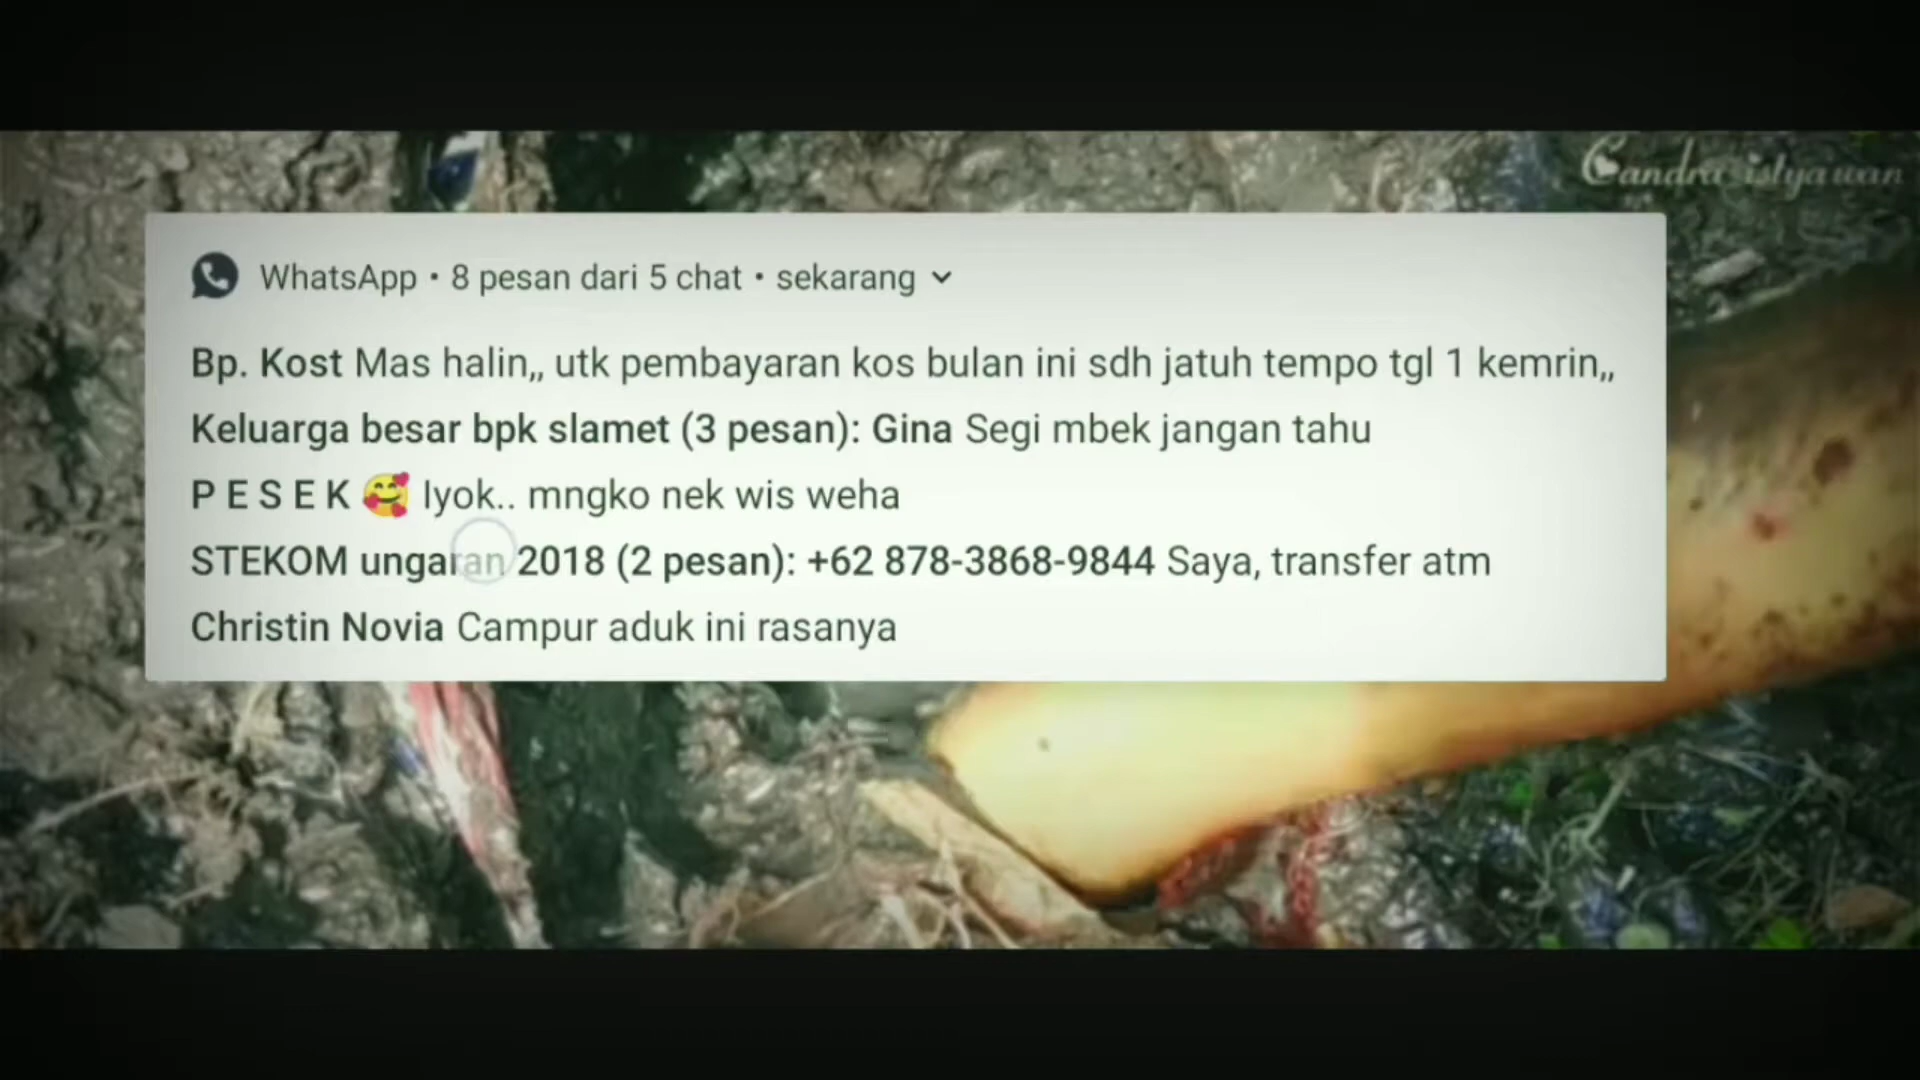 Candra istyawan
WhatsApp • 8 pesan dari 5 chat • sekarang
Bp. Kost Mas halin,, utk pembayaran kos bulan ini sdh jatuh tempo tgl 1 kemrin,,
Keluarga besar bpk slamet (3 pesan): Gina Segi mbek jangan tahu
P E S E K 🥰 Iyok.. mngko nek wis weha
STEKOM ungaran 2018 (2 pesan): +62 878-3868-9844 Saya, transfer atm
Christin Novia Campur aduk ini rasanya